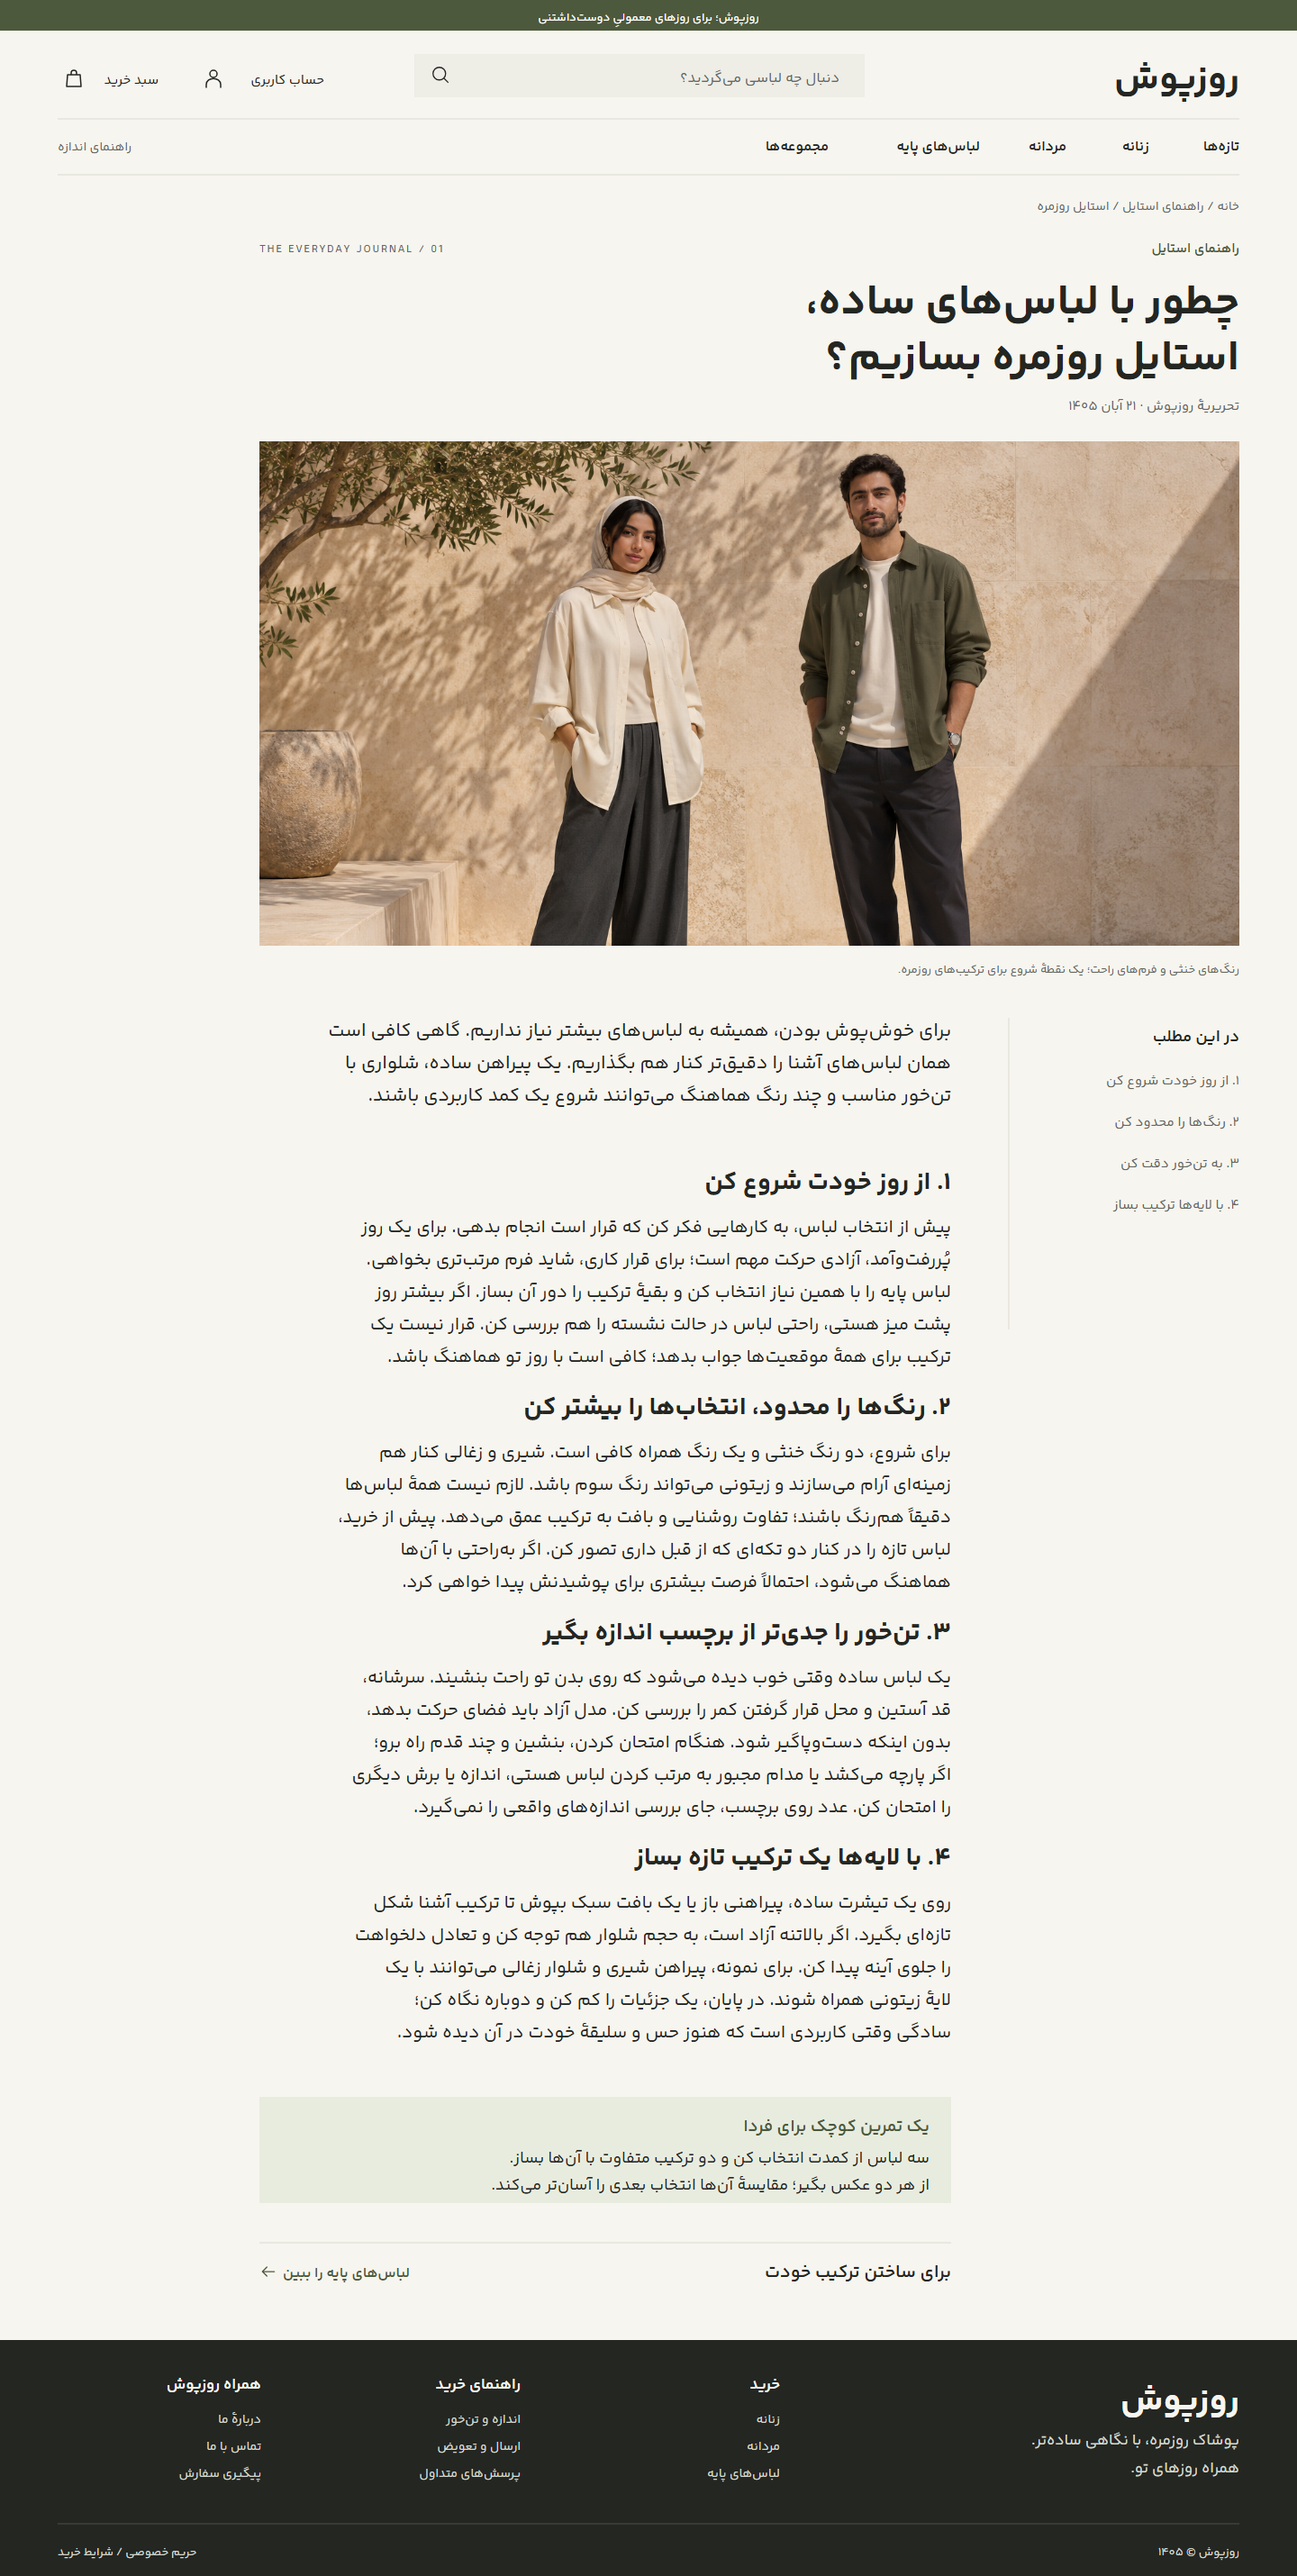 روزپوش؛ برای روزهای معمولیِ دوست‌داشتنی
روزپوش
دنبال چه لباسی می‌گردید؟
حساب کاربری
سبد خرید
تازه‌ها
زنانه
مردانه
لباس‌های پایه
مجموعه‌ها
راهنمای اندازه
خانه / راهنمای استایل / استایل روزمره
راهنمای استایل
THE EVERYDAY JOURNAL / 01
چطور با لباس‌های ساده،
استایل روزمره بسازیم؟
تحریریهٔ روزپوش · ۲۱ آبان ۱۴۰۵
رنگ‌های خنثی و فرم‌های راحت؛ یک نقطهٔ شروع برای ترکیب‌های روزمره.
در این مطلب
۱. از روز خودت شروع کن
۲. رنگ‌ها را محدود کن
۳. به تن‌خور دقت کن
۴. با لایه‌ها ترکیب بساز
برای خوش‌پوش بودن، همیشه به لباس‌های بیشتر نیاز نداریم. گاهی کافی است
همان لباس‌های آشنا را دقیق‌تر کنار هم بگذاریم. یک پیراهن ساده، شلواری با
تن‌خور مناسب و چند رنگ هماهنگ می‌توانند شروع یک کمد کاربردی باشند.
۱. از روز خودت شروع کن
پیش از انتخاب لباس، به کارهایی فکر کن که قرار است انجام بدهی. برای یک روز
پُررفت‌وآمد، آزادی حرکت مهم است؛ برای قرار کاری، شاید فرم مرتب‌تری بخواهی.
لباس پایه را با همین نیاز انتخاب کن و بقیهٔ ترکیب را دور آن بساز. اگر بیشتر روز
پشت میز هستی، راحتی لباس در حالت نشسته را هم بررسی کن. قرار نیست یک
ترکیب برای همهٔ موقعیت‌ها جواب بدهد؛ کافی است با روز تو هماهنگ باشد.
۲. رنگ‌ها را محدود، انتخاب‌ها را بیشتر کن
برای شروع، دو رنگ خنثی و یک رنگ همراه کافی است. شیری و زغالی کنار هم
زمینه‌ای آرام می‌سازند و زیتونی می‌تواند رنگ سوم باشد. لازم نیست همهٔ لباس‌ها
دقیقاً هم‌رنگ باشند؛ تفاوت روشنایی و بافت به ترکیب عمق می‌دهد. پیش از خرید،
لباس تازه را در کنار دو تکه‌ای که از قبل داری تصور کن. اگر به‌راحتی با آن‌ها
هماهنگ می‌شود، احتمالاً فرصت بیشتری برای پوشیدنش پیدا خواهی کرد.
۳. تن‌خور را جدی‌تر از برچسب اندازه بگیر
یک لباس ساده وقتی خوب دیده می‌شود که روی بدن تو راحت بنشیند. سرشانه،
قد آستین و محل قرار گرفتن کمر را بررسی کن. مدل آزاد باید فضای حرکت بدهد،
بدون اینکه دست‌وپاگیر شود. هنگام امتحان کردن، بنشین و چند قدم راه برو؛
اگر پارچه می‌کشد یا مدام مجبور به مرتب کردن لباس هستی، اندازه یا برش دیگری
را امتحان کن. عدد روی برچسب، جای بررسی اندازه‌های واقعی را نمی‌گیرد.
۴. با لایه‌ها یک ترکیب تازه بساز
روی یک تیشرت ساده، پیراهنی باز یا یک بافت سبک بپوش تا ترکیب آشنا شکل
تازه‌ای بگیرد. اگر بالاتنه آزاد است، به حجم شلوار هم توجه کن و تعادل دلخواهت
را جلوی آینه پیدا کن. برای نمونه، پیراهن شیری و شلوار زغالی می‌توانند با یک
لایهٔ زیتونی همراه شوند. در پایان، یک جزئیات را کم کن و دوباره نگاه کن؛
سادگی وقتی کاربردی است که هنوز حس و سلیقهٔ خودت در آن دیده شود.
یک تمرین کوچک برای فردا
سه لباس از کمدت انتخاب کن و دو ترکیب متفاوت با آن‌ها بساز.
از هر دو عکس بگیر؛ مقایسهٔ آن‌ها انتخاب بعدی را آسان‌تر می‌کند.
برای ساختن ترکیب خودت
لباس‌های پایه را ببین ←
روزپوش
پوشاک روزمره، با نگاهی ساده‌تر.
همراه روزهای تو.
خرید
زنانه
مردانه
لباس‌های پایه
راهنمای خرید
اندازه و تن‌خور
ارسال و تعویض
پرسش‌های متداول
همراه روزپوش
دربارهٔ ما
تماس با ما
پیگیری سفارش
روزپوش © ۱۴۰۵
حریم خصوصی / شرایط خرید